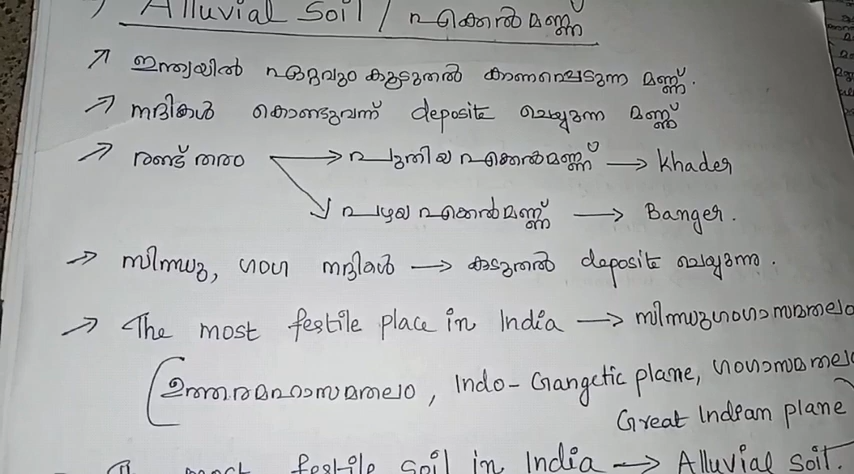 Alluvial Soil / എക്കൽമണ്ണ്
ഇന്ത്യയിൽ ഏറ്റവും കൂടുതൽ കാണപ്പെടുന്ന മണ്ണ്.
നദികൾ കൊണ്ടുവന്ന് deposite ചെയ്യുന്ന മണ്ണ്
രണ്ട് തരം → പുതിയ എക്കൽമണ്ണ് → Khader
പഴയ എക്കൽമണ്ണ് → Banger.
→ സിന്ധു, ഗംഗ നദികൾ → കൂടുതൽ deposite ചെയ്യുന്നു.
→ The most festile place in India → സിന്ധുഗംഗാസമതലം
(ഉത്തരമഹാസമതലം, Indo-Gangetic plane, ഗംഗാസമതല
Great Indian plane)
most festile soil in India → Alluvial soil.